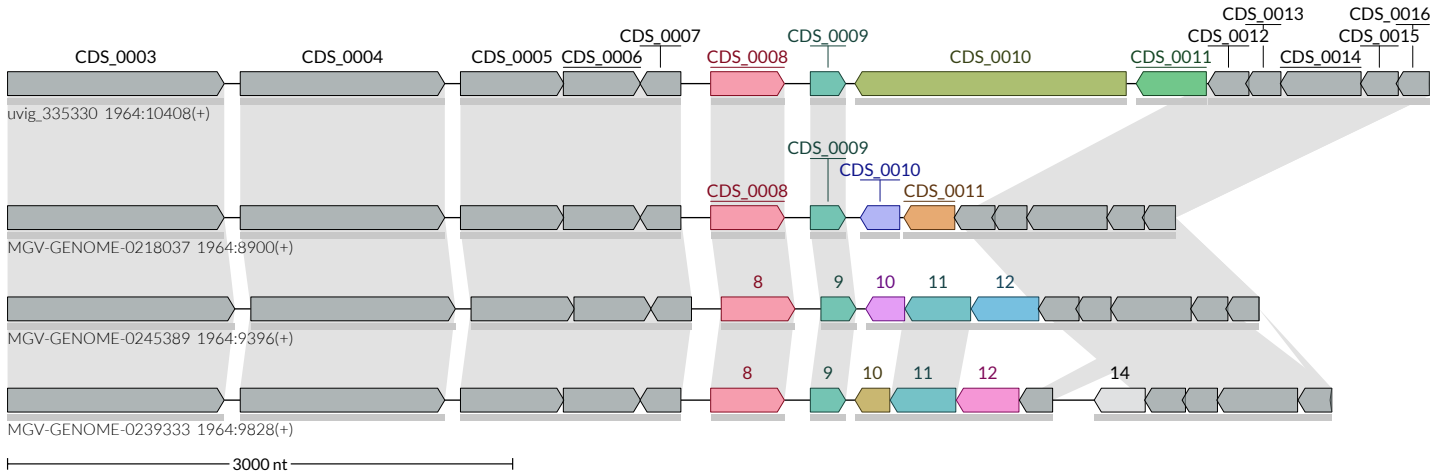 CDS_0013 CDS_0016
CDS_0007 CDS_0009 CDS_0012 CDS_0015
CDS_0003 CDS_0004 CDS_0005 CDS_0006 CDS_0008 CDS_0010 CDS_0011 CDS_0014
uvig_335330 1964:10408(+)
CDS_0009
CDS_0010
CDS_0008 CDS_0011
MGV-GENOME-0218037 1964:8900(+)
8 9 10 11 12
MGV-GENOME-0245389 1964:9396(+)
8 9 10 11 12 14
MGV-GENOME-0239333 1964:9828(+)
3000 nt